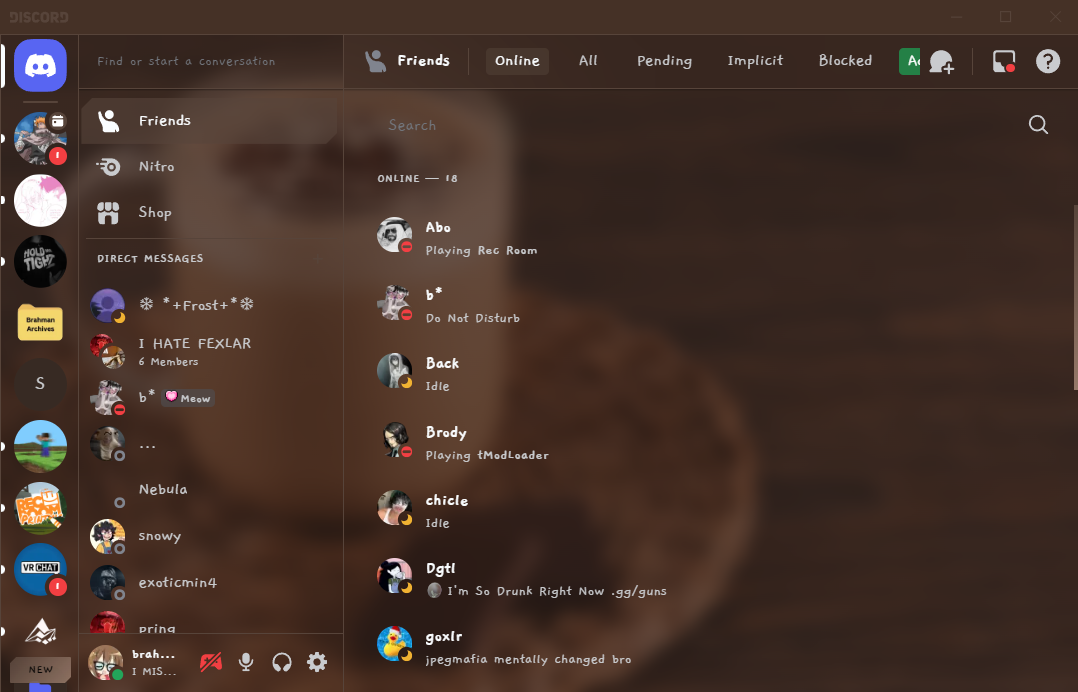 DISCORD
Find or start a conversation
Friends
Online
All
Pending
Implicit
Blocked
Friends
Nitro
Shop
DIRECT MESSAGES
❄ *+Frost+*❄
I HATE FEXLAR
6 Members
b* Meow
...
Nebula
snowy
exoticmin4
pring
brah...
I MIS...
HOLD ON TIGHT
Brahman
Archives
S
VRCHAT
NEW
Search
ONLINE — 18
Abo
Playing Rec Room
b*
Do Not Disturb
Back
Idle
Brody
Playing tModLoader
chicle
Idle
Dgtl
I'm So Drunk Right Now .gg/guns
goxlr
jpegmafia mentally changed bro